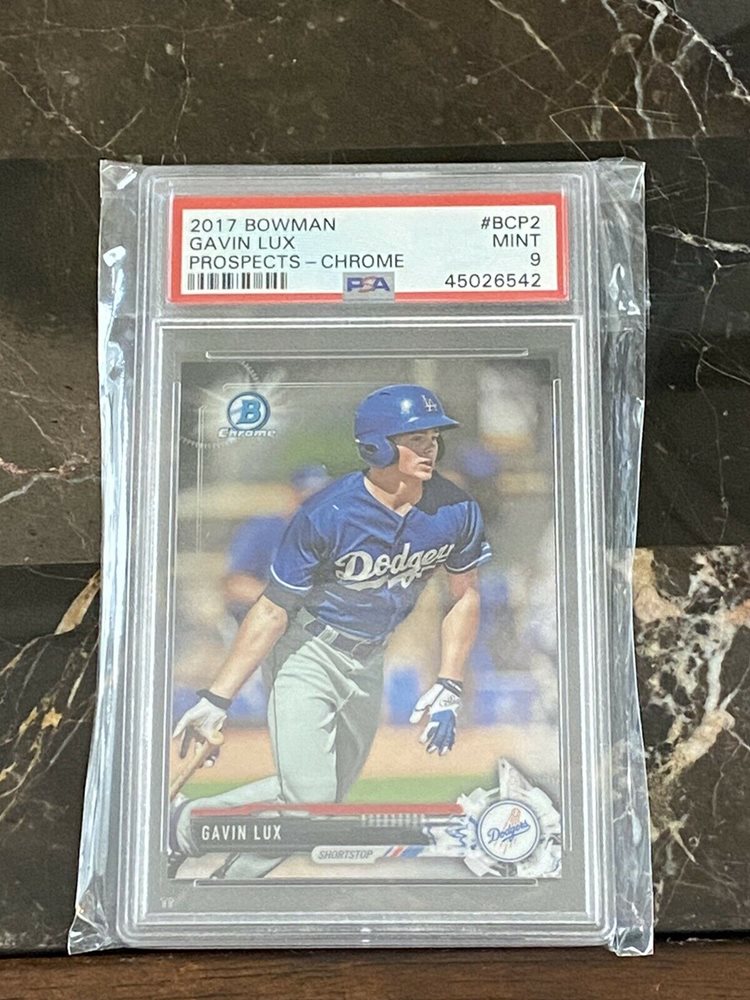 2017 BOWMAN #BCP2
GAVIN LUX MINT
PROSPECTS – CHROME 9
PSA 45026542
B
Chrome
LA
Dodgers
GAVIN LUX
Dodgers
SHORTSTOP